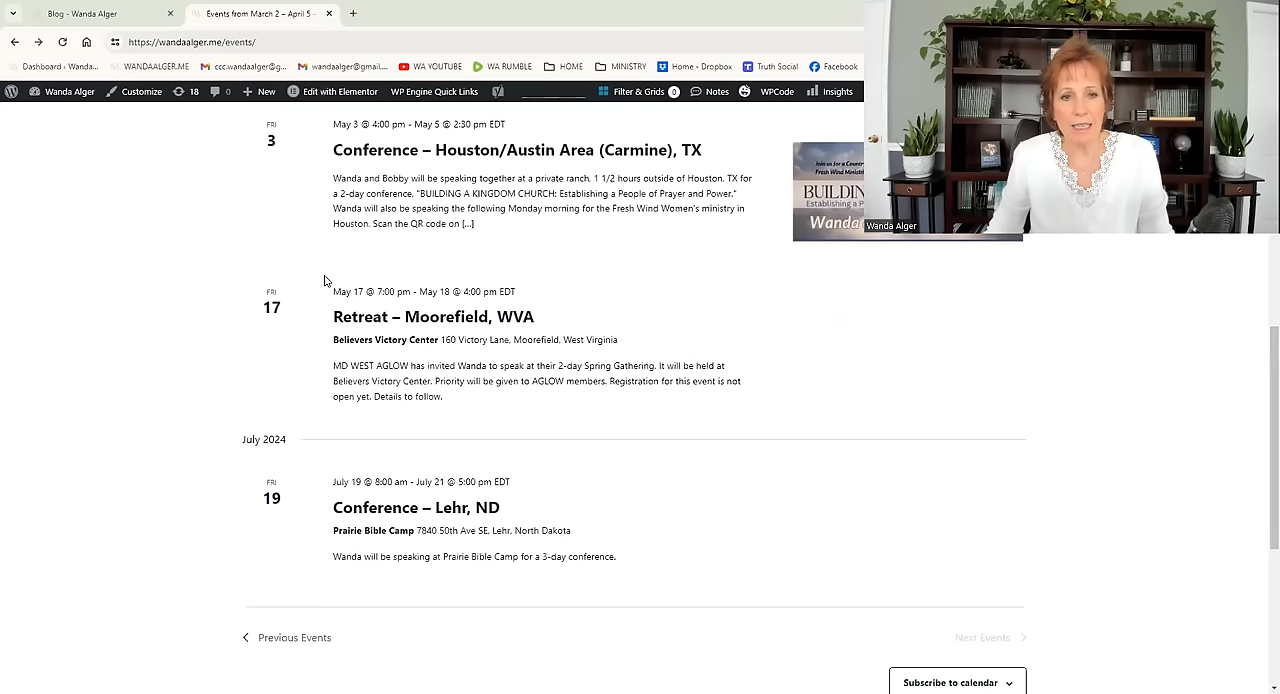 Blog - Wanda Alger
Events from March 2 – April 5 -
https://wandaalger.me/events/
Dashboard ‹ Wanda...
WANDAALGER.ME
ccc.wandaalger@g...
wandaalger@gmail....
WA YOUTUBE
WA RUMBLE
HOME
MINISTRY
Home - Dropbox
Truth Social
Facebook
Wanda Alger
Customize
18
0
New
Edit with Elementor
WP Engine Quick Links
Filter & Grids 0
Notes
WPCode
Insights
FRI
3
May 3 @ 4:00 pm - May 5 @ 2:30 pm EDT
Conference – Houston/Austin Area (Carmine), TX
Wanda and Bobby will be speaking together at a private ranch, 1 1/2 hours outside of Houston, TX for
a 2-day conference, "BUILDING A KINGDOM CHURCH: Establishing a People of Prayer and Power."
Wanda will also be speaking the following Monday morning for the Fresh Wind Women's ministry in
Houston. Scan the QR code on [...]
Join us for a Countr
Fresh Wind Ministri
BUILDIN
Establishing a P
Wanda
Wanda Alger
FRI
17
May 17 @ 7:00 pm - May 18 @ 4:00 pm EDT
Retreat – Moorefield, WVA
Believers Victory Center 160 Victory Lane, Moorefield, West Virginia
MD WEST AGLOW has invited Wanda to speak at their 2-day Spring Gathering. It will be held at
Believers Victory Center. Priority will be given to AGLOW members. Registration for this event is not
open yet. Details to follow.
July 2024
FRI
19
July 19 @ 8:00 am - July 21 @ 5:00 pm EDT
Conference – Lehr, ND
Prairie Bible Camp 7840 50th Ave SE, Lehr, North Dakota
Wanda will be speaking at Prairie Bible Camp for a 3-day conference.
Previous Events
Next Events
Subscribe to calendar